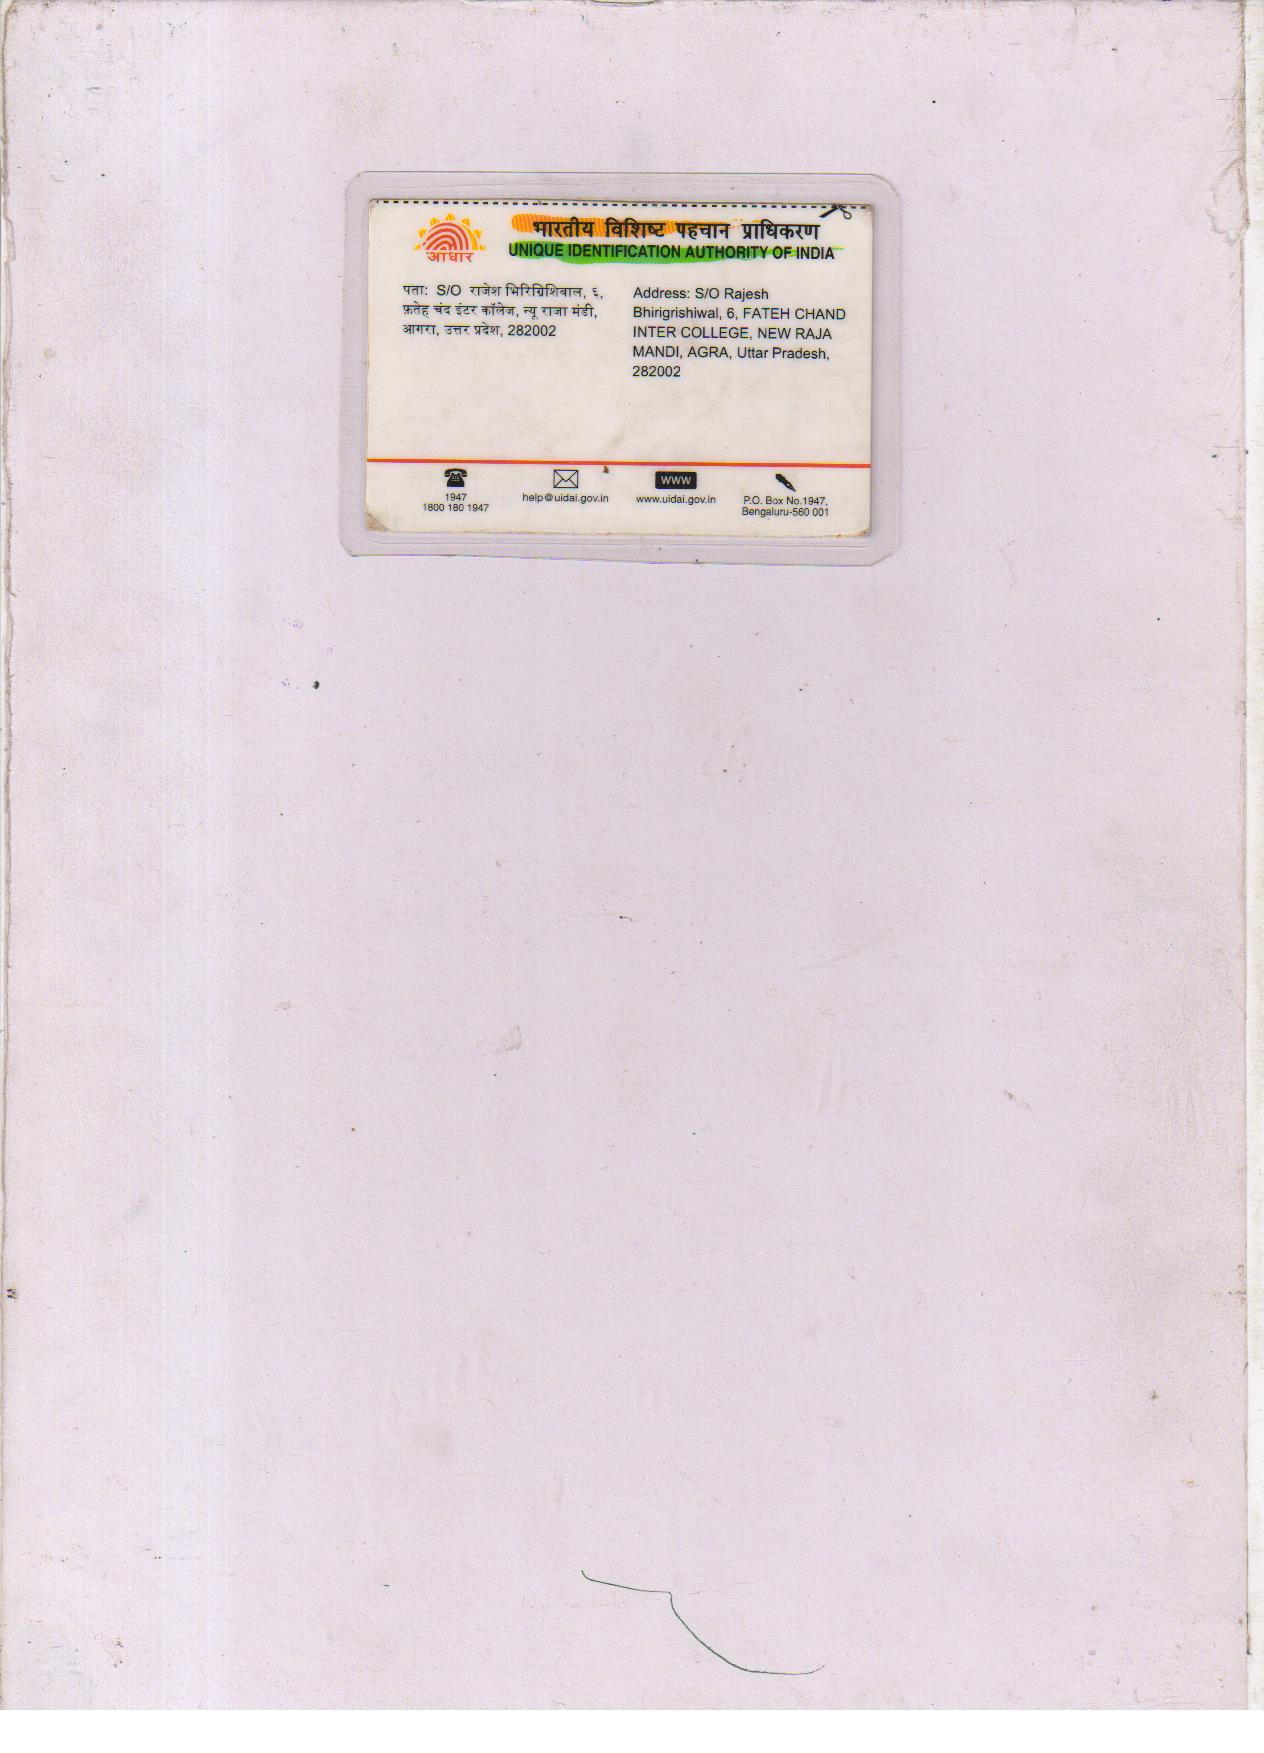 भारतीय विशिष्ट पहचान प्राधिकरण
UNIQUE IDENTIFICATION AUTHORITY OF INDIA
आधार
पता: S/O राजेश भिरिग्रिशिवाल, ६,
फ़तेह चंद इंटर कॉलेज, न्यू राजा मंडी,
आगरा, उत्तर प्रदेश, 282002
Address: S/O Rajesh
Bhirigrishiwal, 6, FATEH CHAND
INTER COLLEGE, NEW RAJA
MANDI, AGRA, Uttar Pradesh,
282002
1947
1800 180 1947
help@uidai.gov.in
www
www.uidai.gov.in
P.O. Box No.1947,
Bengaluru-560 001